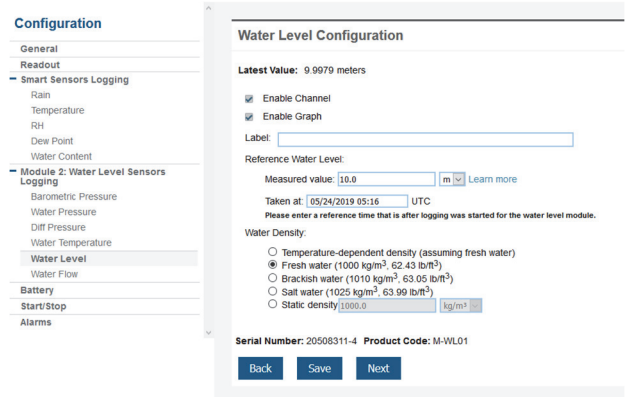 Configuration
General
Readout
Smart Sensors Logging
Rain
Temperature
RH
Dew Point
Water Content
Module 2: Water Level Sensors
Logging
Barometric Pressure
Water Pressure
Diff Pressure
Water Temperature
Water Level
Water Flow
Battery
Start/Stop
Alarms
Water Level Configuration
Latest Value: 9.9979 meters
Enable Channel
Enable Graph
Label:
Reference Water Level:
Measured value: 10.0 m Learn more
Taken at: 05/24/2019 05:16 UTC
Please enter a reference time that is after logging was started for the water level module.
Water Density:
Temperature-dependent density (assuming fresh water)
Fresh water (1000 kg/m³, 62.43 lb/ft³)
Brackish water (1010 kg/m³, 63.05 lb/ft³)
Salt water (1025 kg/m³, 63.99 lb/ft³)
Static density 1000.0 kg/m³
Serial Number: 20508311-4 Product Code: M-WL01
Back Save Next